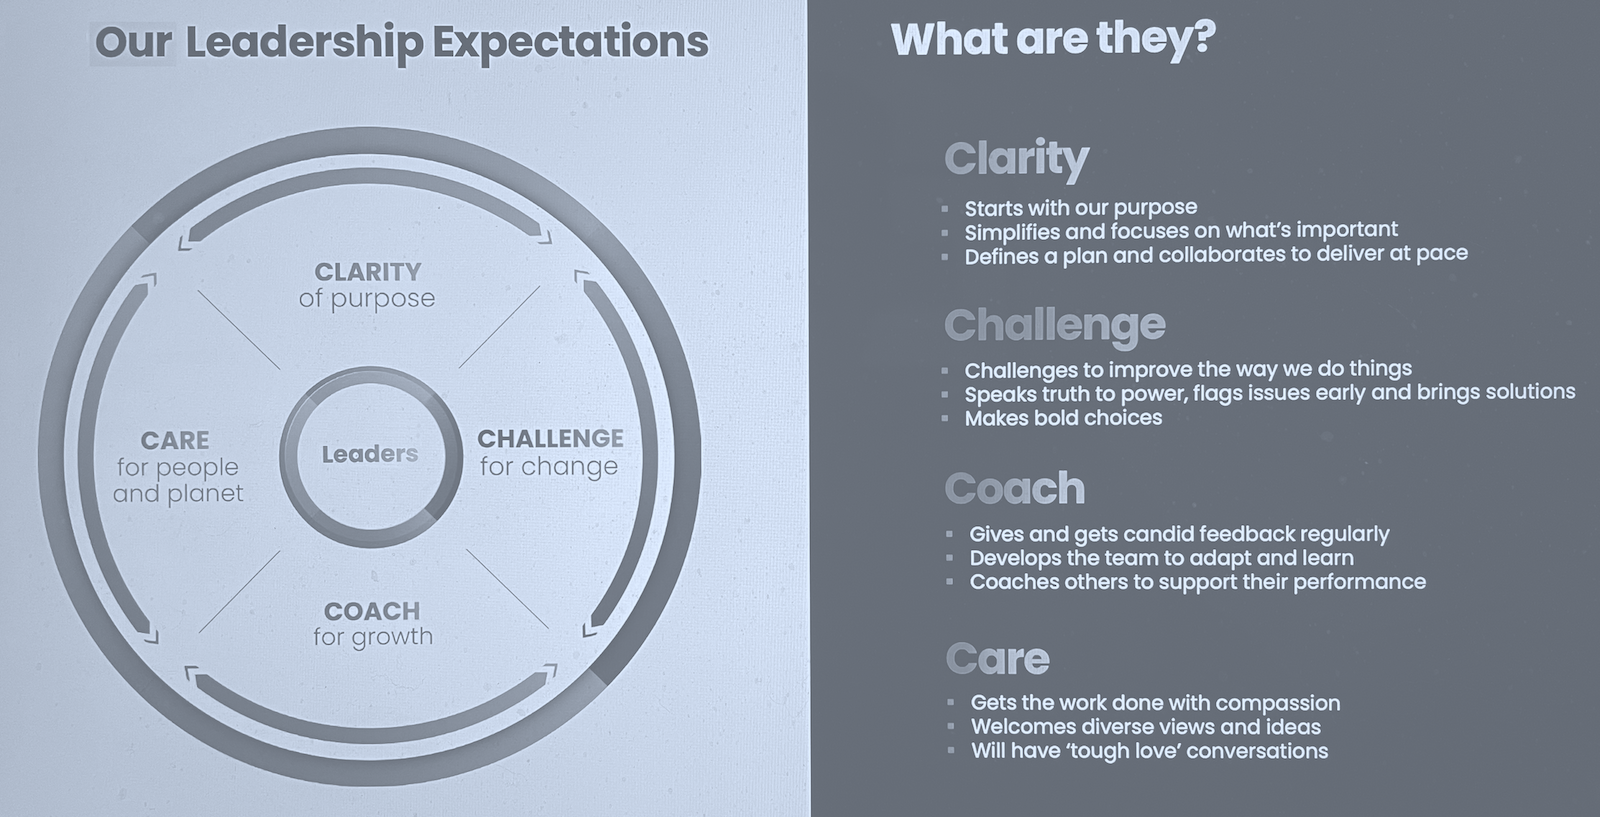 Our Leadership Expectations
CLARITY
of purpose
CARE
for people
and planet
Leaders
CHALLENGE
for change
COACH
for growth
What are they?
Clarity
▪ Starts with our purpose
▪ Simplifies and focuses on what's important
▪ Defines a plan and collaborates to deliver at pace
Challenge
▪ Challenges to improve the way we do things
▪ Speaks truth to power, flags issues early and brings solutions
▪ Makes bold choices
Coach
▪ Gives and gets candid feedback regularly
▪ Develops the team to adapt and learn
▪ Coaches others to support their performance
Care
▪ Gets the work done with compassion
▪ Welcomes diverse views and ideas
▪ Will have ‘tough love’ conversations